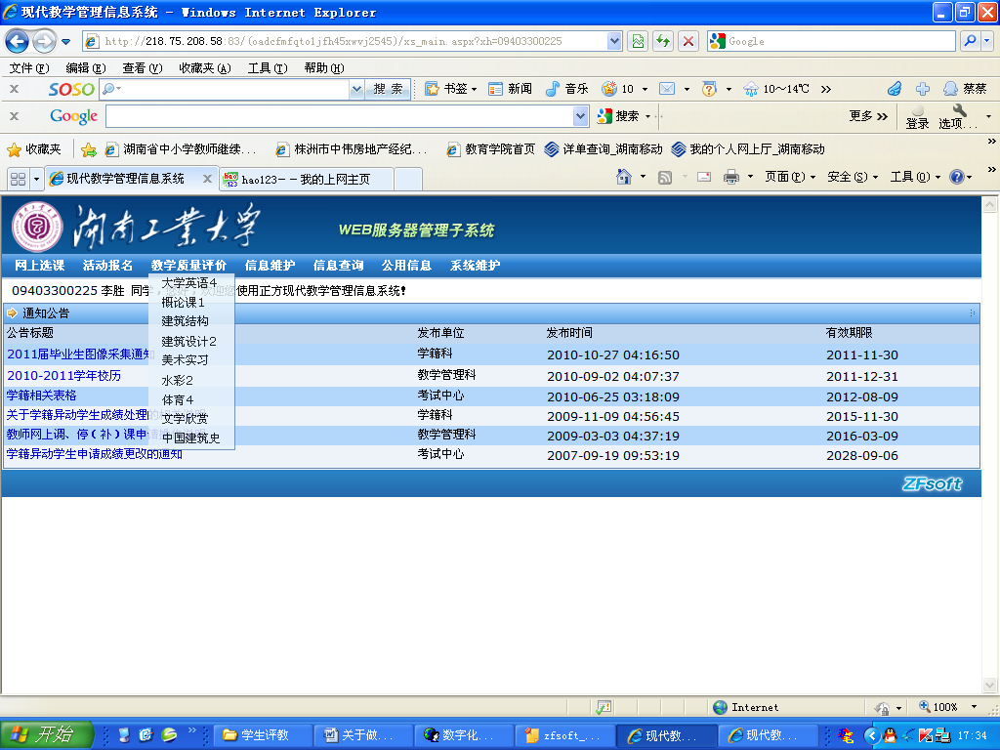 现代教学管理信息系统 - Windows Internet Explorer
http://218.75.208.58:83/(oadcfmfqto1jfh45xwvj2545)/xs_main.aspx?xh=09403300225 Google
文件(F) 编辑(E) 查看(V) 收藏夹(A) 工具(T) 帮助(H)
x SOSO 搜 索 书签 新闻 音乐 10 10~14℃ » 蔡蔡
x Google 搜索 更多 » 登录 选项...
收藏夹 湖南省中小学教师继续... 株洲市中伟房地产经纪... 教育学院首页 详单查询_湖南移动 我的个人网上厅_湖南移动 »
现代教学管理信息系统 x hao123--我的上网主页 页面(P) 安全(S) 工具(O) »
湖南工业大学 WEB服务器管理子系统
网上选课 活动报名 教学质量评价 信息维护 信息查询 公用信息 系统维护
09403300225 李胜 同学，您好，欢迎您使用正方现代教学管理信息系统!
大学英语4
概论课1
建筑结构
建筑设计2
美术实习
水彩2
体育4
文学欣赏
中国建筑史
通知公告
公告标题 发布单位 发布时间 有效期限
2011届毕业生图像采集通知 学籍科 2010-10-27 04:16:50 2011-11-30
2010-2011学年校历 教学管理科 2010-09-02 04:07:37 2011-12-31
学籍相关表格 考试中心 2010-06-25 03:18:09 2012-08-09
关于学籍异动学生成绩处理的 学籍科 2009-11-09 04:56:45 2015-11-30
教师网上调、停（补）课申请 教学管理科 2009-03-03 04:37:19 2016-03-09
学籍异动学生申请成绩更改的通知 考试中心 2007-09-19 09:53:19 2028-09-06
ZFsoft
Internet 100%
开始 » 学生评教 关于做... 数字化... zfsoft_... 现代教... 现代教... 17:34